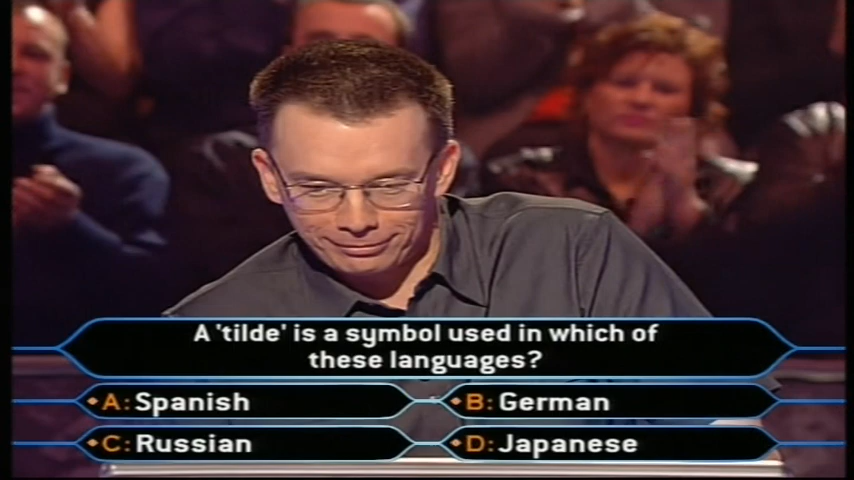 A 'tilde' is a symbol used in which of
these languages?
A: Spanish
B: German
C: Russian
D: Japanese